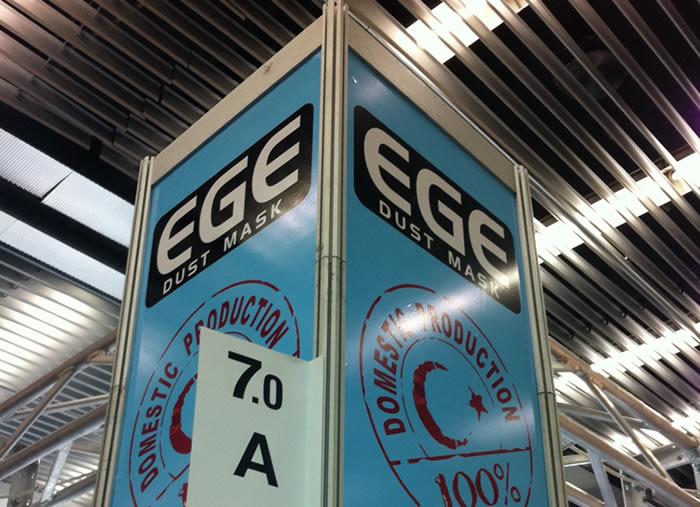 EGE
DUST MASK
DOMESTIC PRODUCTION
7.0
A
EGE
DUST MASK
DOMESTIC PRODUCTION
100%